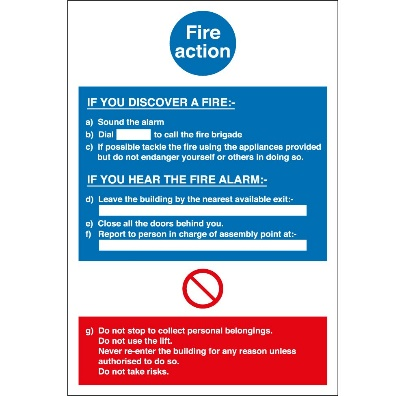 Fire
action
IF YOU DISCOVER A FIRE:-
a) Sound the alarm
b) Dial to call the fire brigade
c) If possible tackle the fire using the appliances provided
but do not endanger yourself or others in doing so.
IF YOU HEAR THE FIRE ALARM:-
d) Leave the building by the nearest available exit:-
e) Close all the doors behind you.
f) Report to person in charge of assembly point at:-
g) Do not stop to collect personal belongings.
Do not use the lift.
Never re-enter the building for any reason unless
authorised to do so.
Do not take risks.